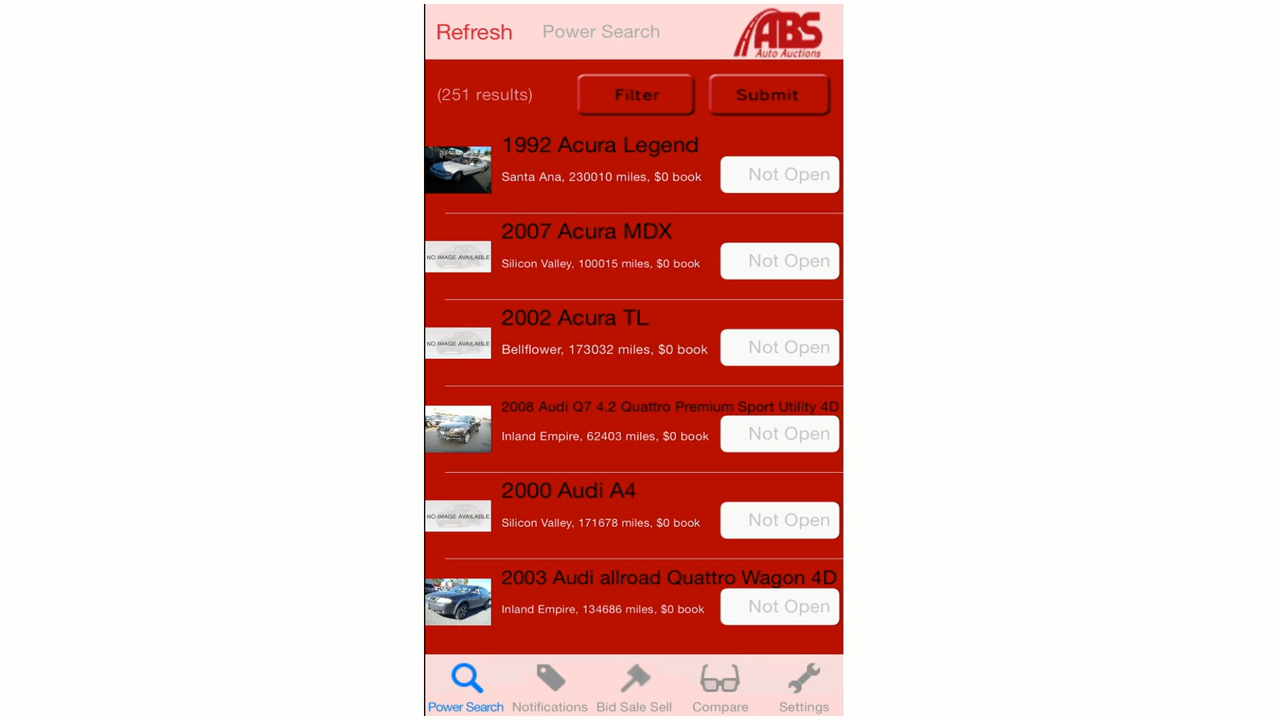 Refresh Power Search ABS
Auto Auctions
(251 results) Filter Submit
1992 Acura Legend
Santa Ana, 230010 miles, $0 book Not Open
2007 Acura MDX
NO IMAGE AVAILABLE Silicon Valley, 100015 miles, $0 book Not Open
2002 Acura TL
NO IMAGE AVAILABLE Bellflower, 173032 miles, $0 book Not Open
2008 Audi Q7 4.2 Quattro Premium Sport Utility 4D
Inland Empire, 62403 miles, $0 book Not Open
2000 Audi A4
NO IMAGE AVAILABLE Silicon Valley, 171678 miles, $0 book Not Open
2003 Audi allroad Quattro Wagon 4D
Inland Empire, 134686 miles, $0 book Not Open
Power Search Notifications Bid Sale Sell Compare Settings